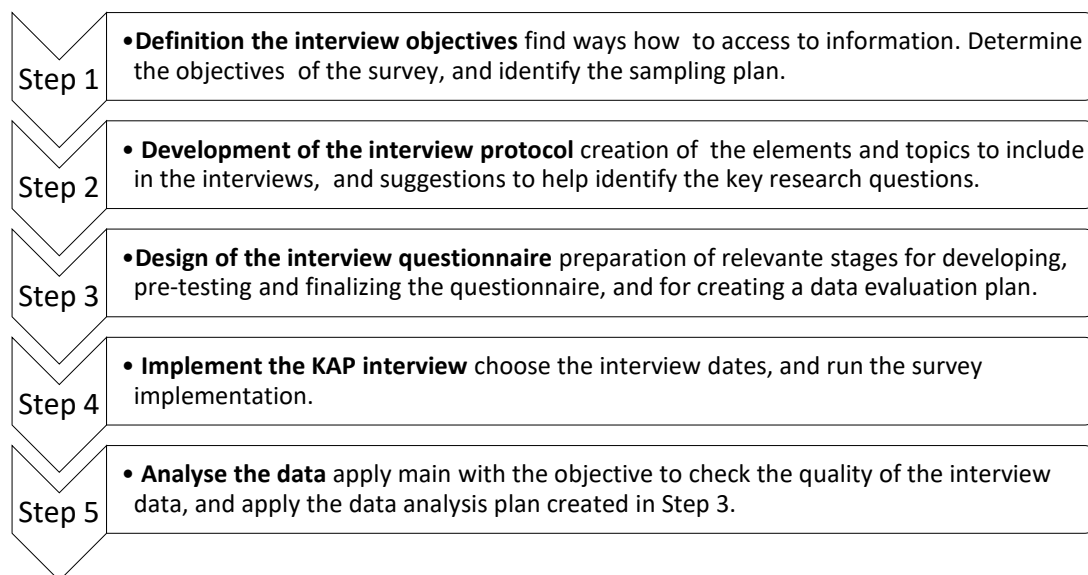 Step 1
•Definition the interview objectives find ways how to access to information. Determine
the objectives of the survey, and identify the sampling plan.
Step 2
• Development of the interview protocol creation of the elements and topics to include
in the interviews, and suggestions to help identify the key research questions.
Step 3
•Design of the interview questionnaire preparation of relevante stages for developing,
pre-testing and finalizing the questionnaire, and for creating a data evaluation plan.
Step 4
• Implement the KAP interview choose the interview dates, and run the survey
implementation.
Step 5
• Analyse the data apply main with the objective to check the quality of the interview
data, and apply the data analysis plan created in Step 3.